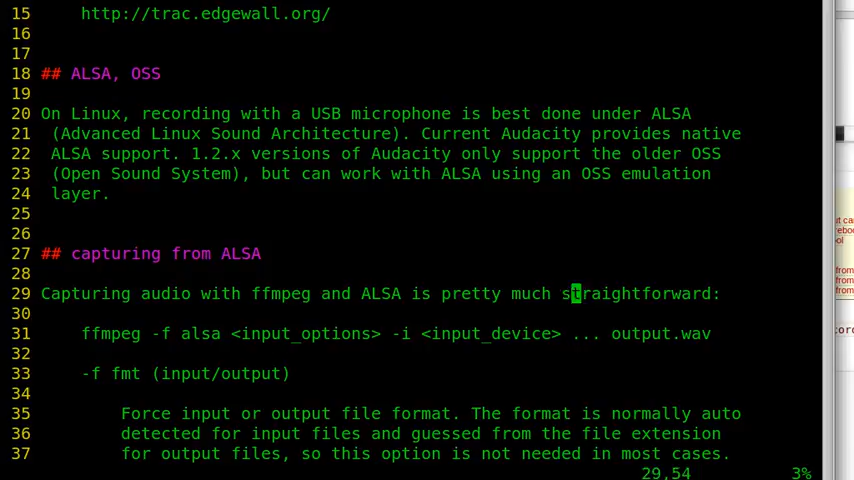 15 http://trac.edgewall.org/
16
17
18 ## ALSA, OSS
19
20 On Linux, recording with a USB microphone is best done under ALSA
21 (Advanced Linux Sound Architecture). Current Audacity provides native
22 ALSA support. 1.2.x versions of Audacity only support the older OSS
23 (Open Sound System), but can work with ALSA using an OSS emulation
24 layer.
25
26
27 ## capturing from ALSA
28
29 Capturing audio with ffmpeg and ALSA is pretty much straightforward:
30
31 ffmpeg -f alsa <input_options> -i <input_device> ... output.wav
32
33 -f fmt (input/output)
34
35 Force input or output file format. The format is normally auto
36 detected for input files and guessed from the file extension
37 for output files, so this option is not needed in most cases.
29,54 3%
from
from
from